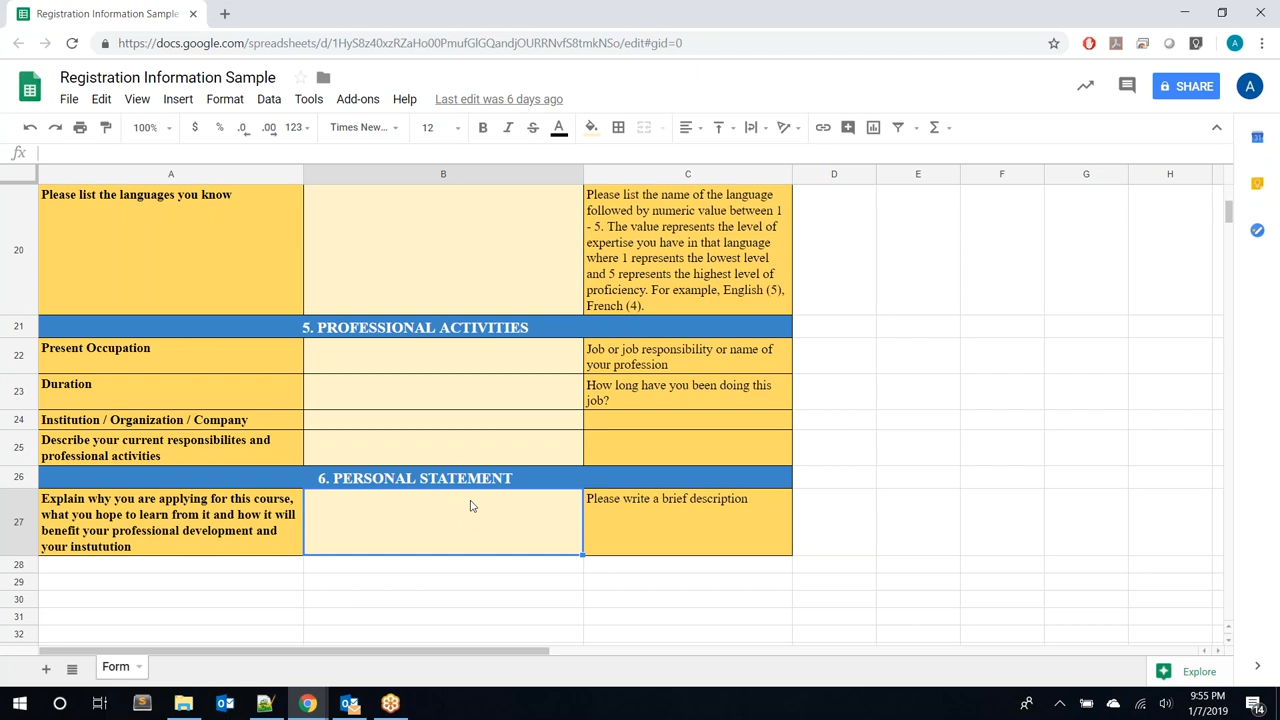 Registration Information Sample
https://docs.google.com/spreadsheets/d/1HyS8z40xzRZaHo00PmufGlGQandjOURRNvfS8tmkNSo/edit#gid=0
A
Registration Information Sample
File Edit View Insert Format Data Tools Add-ons Help Last edit was 6 days ago
SHARE
A
100% $ % .0 .00 123 Times New... 12 B I S A
fx
A B C D E F G H
20
Please list the languages you know
Please list the name of the language
followed by numeric value between 1
- 5. The value represents the level of
expertise you have in that language
where 1 represents the lowest level
and 5 represents the highest level of
proficiency. For example, English (5),
French (4).
21 5. PROFESSIONAL ACTIVITIES
22 Present Occupation
Job or job responsibility or name of
your profession
23 Duration
How long have you been doing this
job?
24 Institution / Organization / Company
25 Describe your current responsibilites and
professional activities
26 6. PERSONAL STATEMENT
27 Explain why you are applying for this course,
what you hope to learn from it and how it will
benefit your professional development and
your instutution
Please write a brief description
28
29
30
31
32
Form
Explore
9:55 PM
1/7/2019
14